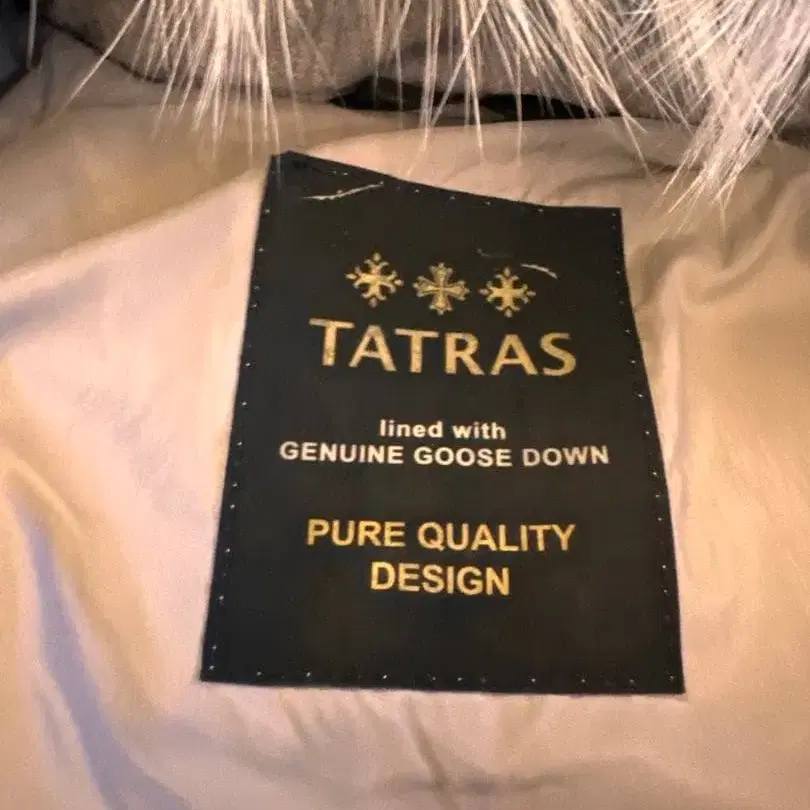 TATRAS
lined with
GENUINE GOOSE DOWN
PURE QUALITY
DESIGN